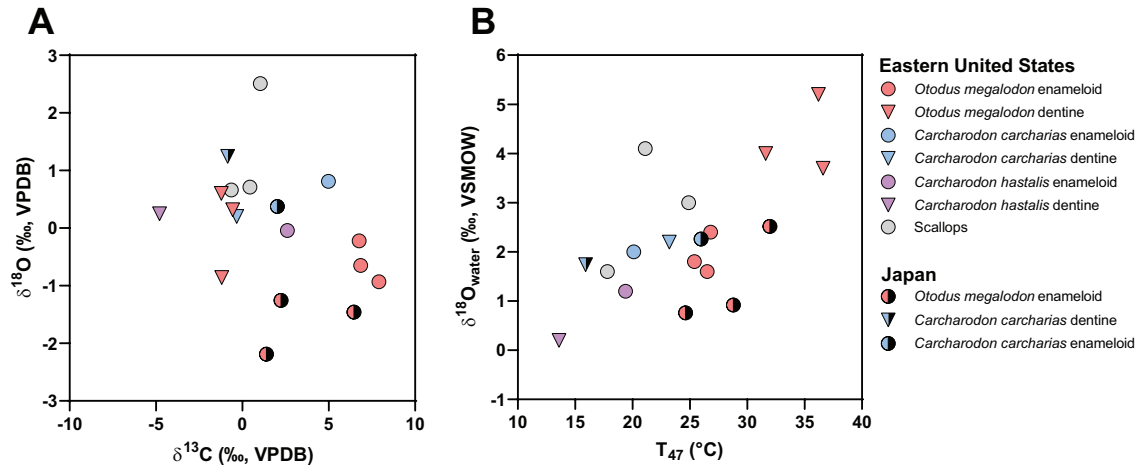 A
3
2
1
0
-1
-2
-3
-10
-5
0
5
10
δ18O (‰, VPDB)
δ13C (‰, VPDB)
B
6
5
4
3
2
1
0
-1
10
15
20
25
30
35
40
δ18Owater (‰, VSMOW)
T47 (°C)
Eastern United States
Otodus megalodon enameloid
Otodus megalodon dentine
Carcharodon carcharias enameloid
Carcharodon carcharias dentine
Carcharodon hastalis enameloid
Carcharodon hastalis dentine
Scallops
Japan
Otodus megalodon enameloid
Carcharodon carcharias dentine
Carcharodon carcharias enameloid